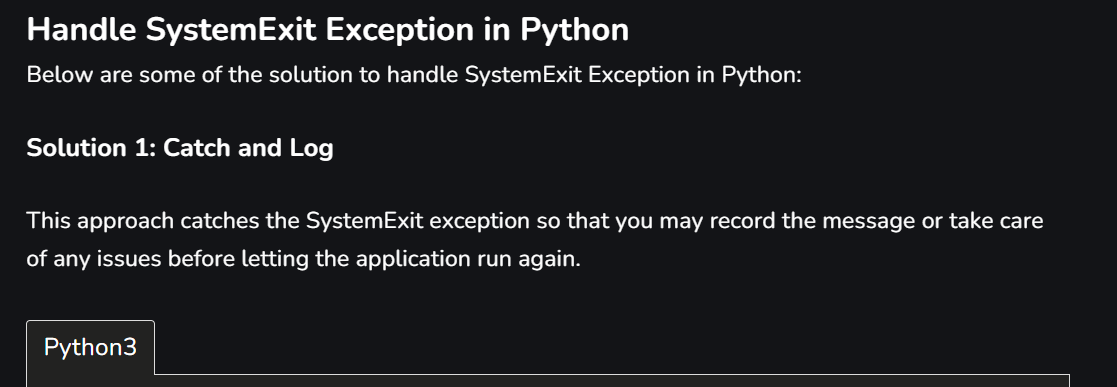 Handle SystemExit Exception in Python
Below are some of the solution to handle SystemExit Exception in Python:
Solution 1: Catch and Log
This approach catches the SystemExit exception so that you may record the message or take care
of any issues before letting the application run again.
Python3